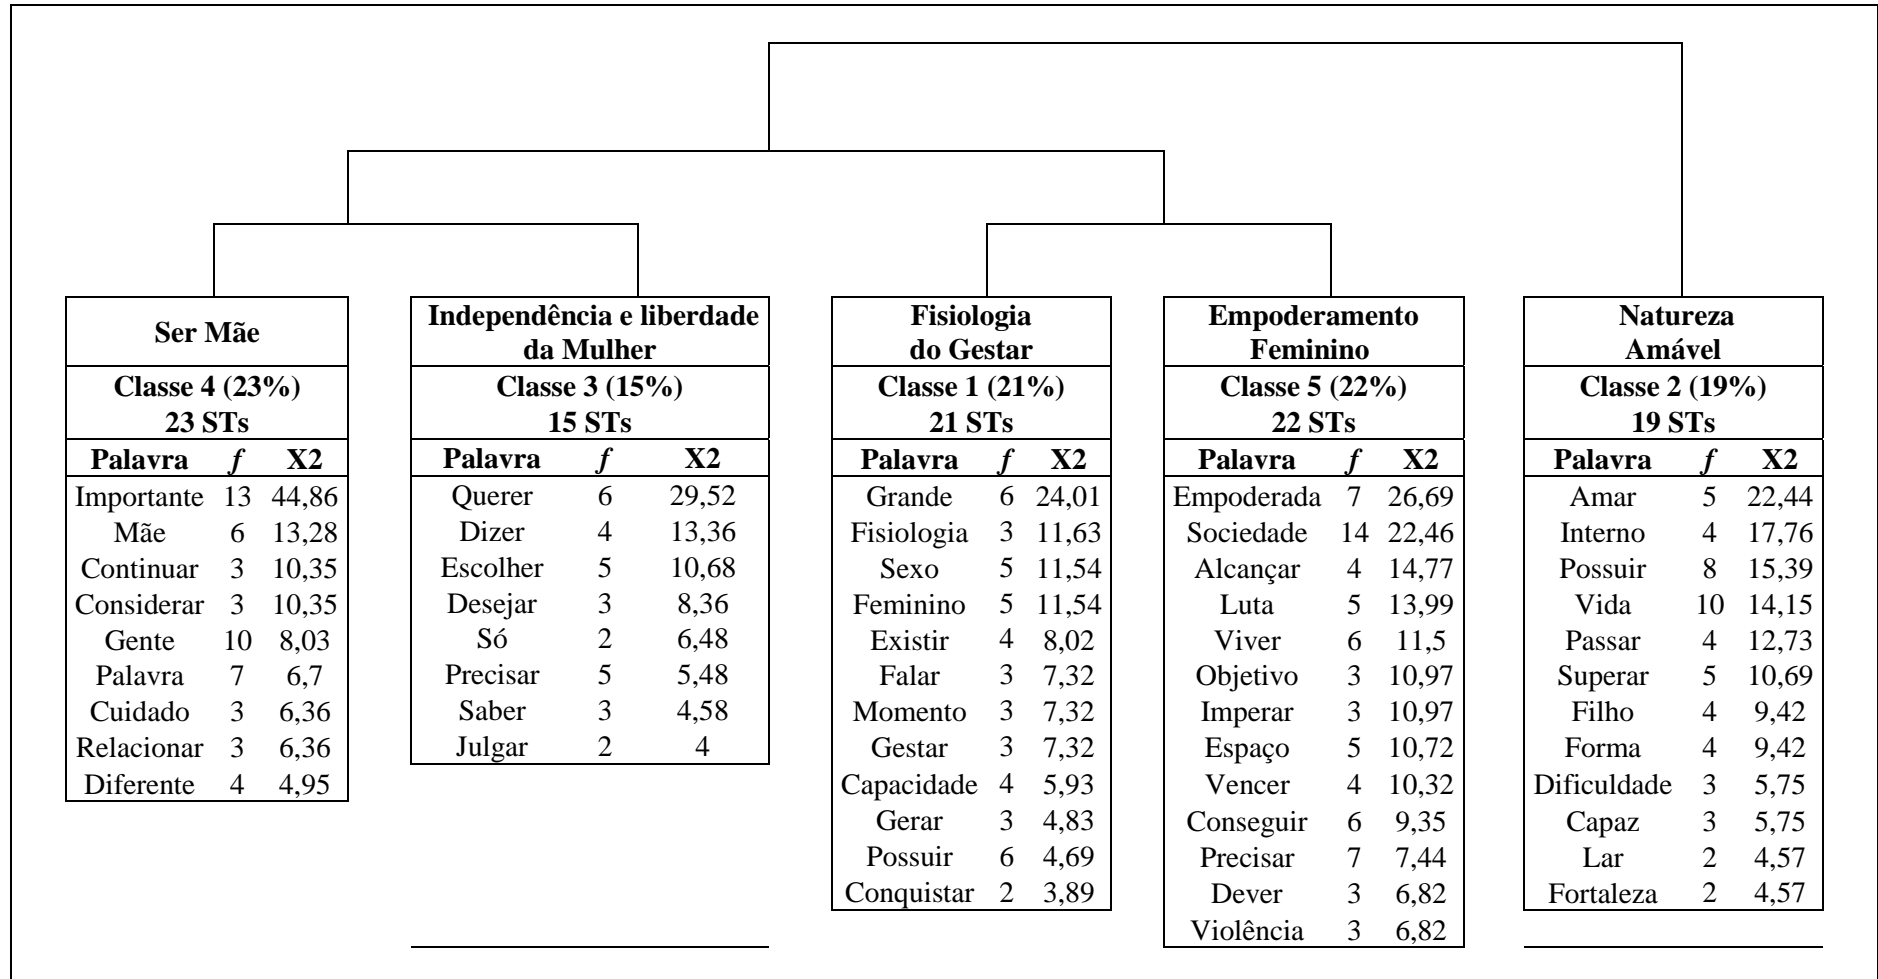 Ser Mãe
Classe 4 (23%)
23 STs
Palavra f X2
Importante 13 44,86
Mãe 6 13,28
Continuar 3 10,35
Considerar 3 10,35
Gente 10 8,03
Palavra 7 6,7
Cuidado 3 6,36
Relacionar 3 6,36
Diferente 4 4,95
Independência e liberdade
da Mulher
Classe 3 (15%)
15 STs
Palavra f X2
Querer 6 29,52
Dizer 4 13,36
Escolher 5 10,68
Desejar 3 8,36
Só 2 6,48
Precisar 5 5,48
Saber 3 4,58
Julgar 2 4
Fisiologia
do Gestar
Classe 1 (21%)
21 STs
Palavra f X2
Grande 6 24,01
Fisiologia 3 11,63
Sexo 5 11,54
Feminino 5 11,54
Existir 4 8,02
Falar 3 7,32
Momento 3 7,32
Gestar 3 7,32
Capacidade 4 5,93
Gerar 3 4,83
Possuir 6 4,69
Conquistar 2 3,89
Empoderamento
Feminino
Classe 5 (22%)
22 STs
Palavra f X2
Empoderada 7 26,69
Sociedade 14 22,46
Alcançar 4 14,77
Luta 5 13,99
Viver 6 11,5
Objetivo 3 10,97
Imperar 3 10,97
Espaço 5 10,72
Vencer 4 10,32
Conseguir 6 9,35
Precisar 7 7,44
Dever 3 6,82
Violência 3 6,82
Natureza
Amável
Classe 2 (19%)
19 STs
Palavra f X2
Amar 5 22,44
Interno 4 17,76
Possuir 8 15,39
Vida 10 14,15
Passar 4 12,73
Superar 5 10,69
Filho 4 9,42
Forma 4 9,42
Dificuldade 3 5,75
Capaz 3 5,75
Lar 2 4,57
Fortaleza 2 4,57